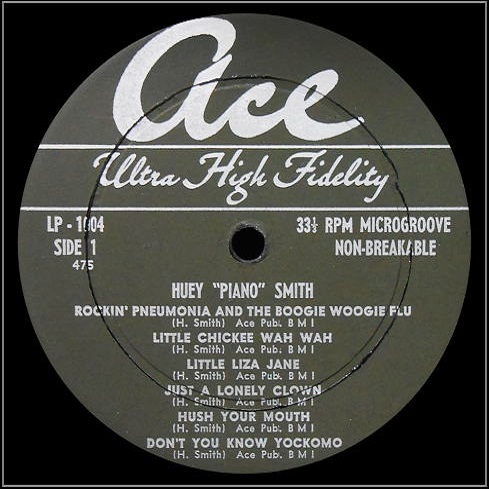 Ace
Ultra High Fidelity
LP - 1004 33⅓ RPM MICROGROOVE
SIDE 1 NON-BREAKABLE
475
HUEY "PIANO" SMITH
ROCKIN' PNEUMONIA AND THE BOOGIE WOOGIE FLU
(H. Smith) Ace Pub. B M I
LITTLE CHICKEE WAH WAH
(H. Smith) Ace Pub. B M I
LITTLE LIZA JANE
(H. Smith) Ace Pub. B M I
JUST A LONELY CLOWN
(H. Smith) Ace Pub. B M I
HUSH YOUR MOUTH
(H. Smith) Ace Pub. B M I
DON'T YOU KNOW YOCKOMO
(H. Smith) Ace Pub. B M I